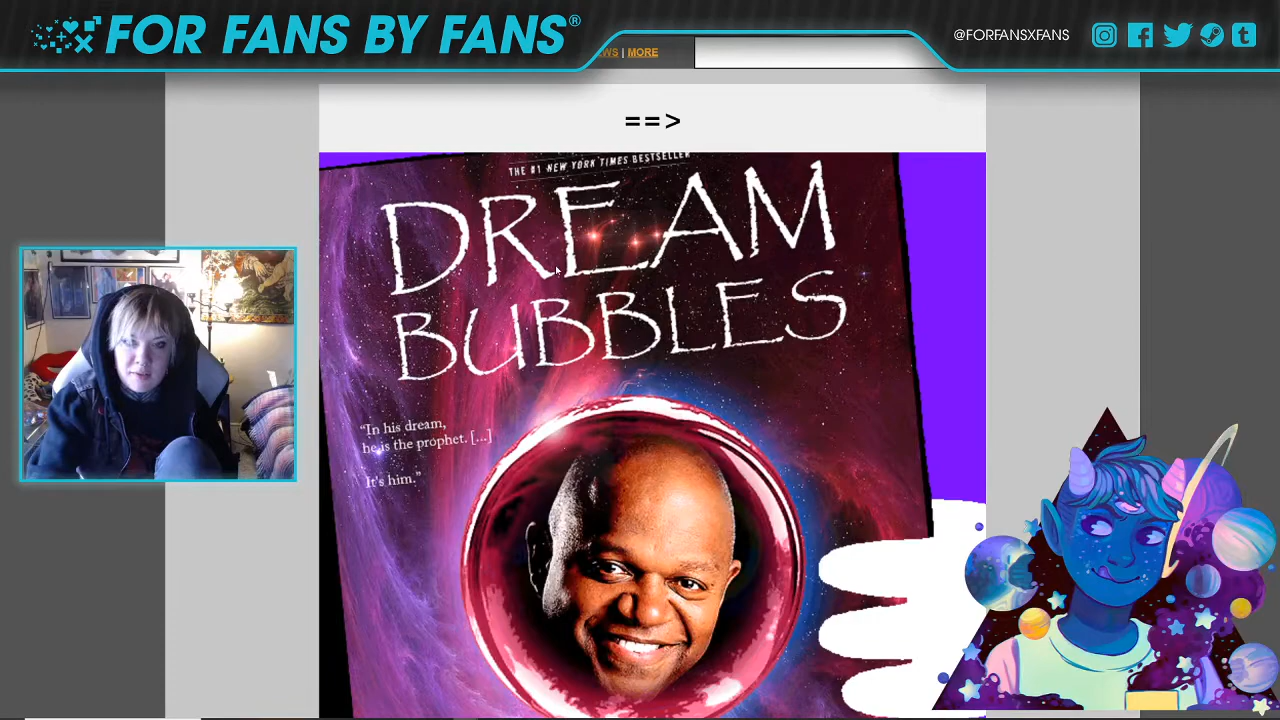 FOR FANS BY FANS®
@FORFANSXFANS
WS | MORE
==>
THE #1 NEW YORK TIMES BESTSELLER
DREAM
BUBBLES
“In his dream,
he is the prophet. [...]
It's him.”